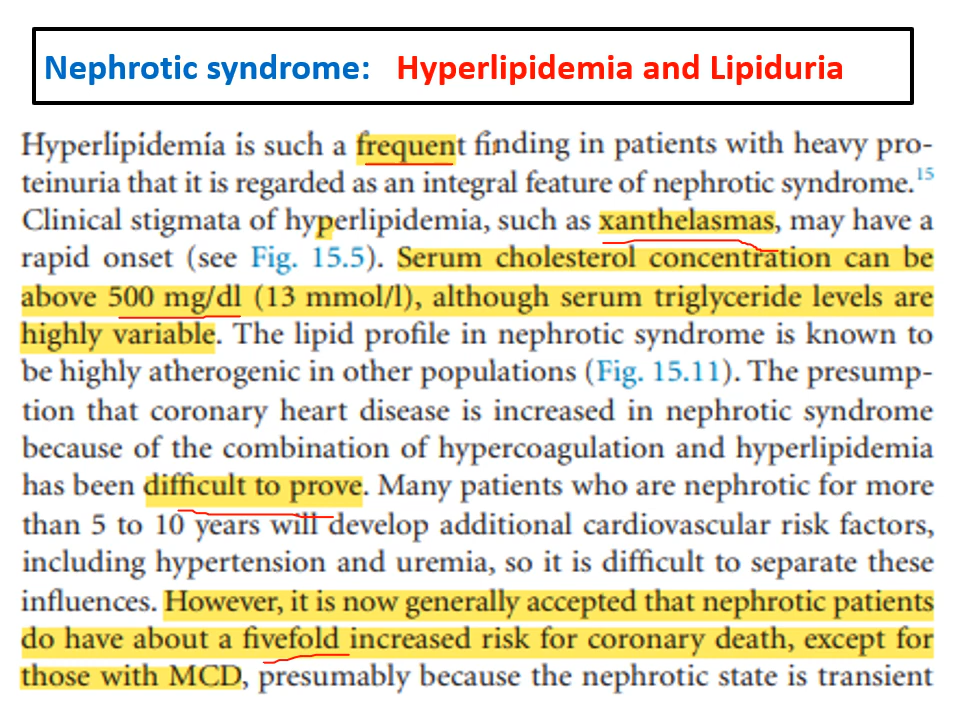 Nephrotic syndrome: Hyperlipidemia and Lipiduria
Hyperlipidemia is such a frequent finding in patients with heavy pro-
teinuria that it is regarded as an integral feature of nephrotic syndrome.15
Clinical stigmata of hyperlipidemia, such as xanthelasmas, may have a
rapid onset (see Fig. 15.5). Serum cholesterol concentration can be
above 500 mg/dl (13 mmol/l), although serum triglyceride levels are
highly variable. The lipid profile in nephrotic syndrome is known to
be highly atherogenic in other populations (Fig. 15.11). The presump-
tion that coronary heart disease is increased in nephrotic syndrome
because of the combination of hypercoagulation and hyperlipidemia
has been difficult to prove. Many patients who are nephrotic for more
than 5 to 10 years will develop additional cardiovascular risk factors,
including hypertension and uremia, so it is difficult to separate these
influences. However, it is now generally accepted that nephrotic patients
do have about a fivefold increased risk for coronary death, except for
those with MCD, presumably because the nephrotic state is transient